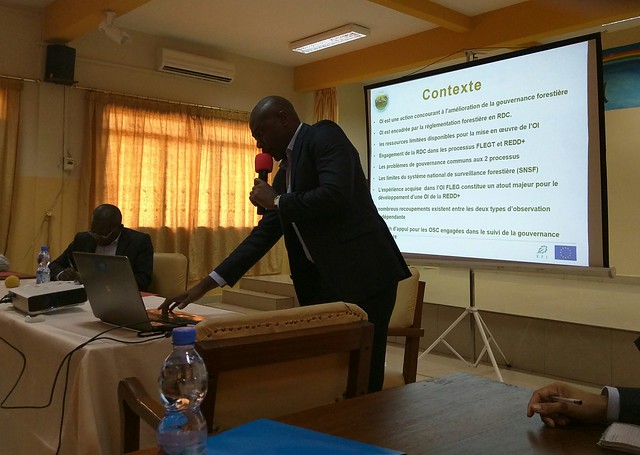 Contexte
OI est une action concourant à l'amélioration de la gouvernance forestière
OI est encadrée par la réglementation forestière en RDC.
les ressources limitées disponibles pour la mise en œuvre de l'OI
Engagement de la RDC dans les processus FLEGT et REDD+
Les problèmes de gouvernance communs aux 2 processus
Les limites du système national de surveillance forestière (SNSF)
L'expérience acquise dans l'OI FLEG constitue un atout majeur pour le
développement d'une OI de la REDD+
nombreux recoupements existent entre les deux types d'observation
d'appui pour les OSC engagées dans le suivi de la gouvernance